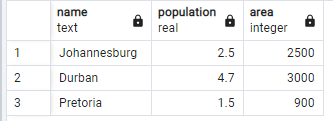 name population area
text real integer
1 Johannesburg 2.5 2500
2 Durban 4.7 3000
3 Pretoria 1.5 900